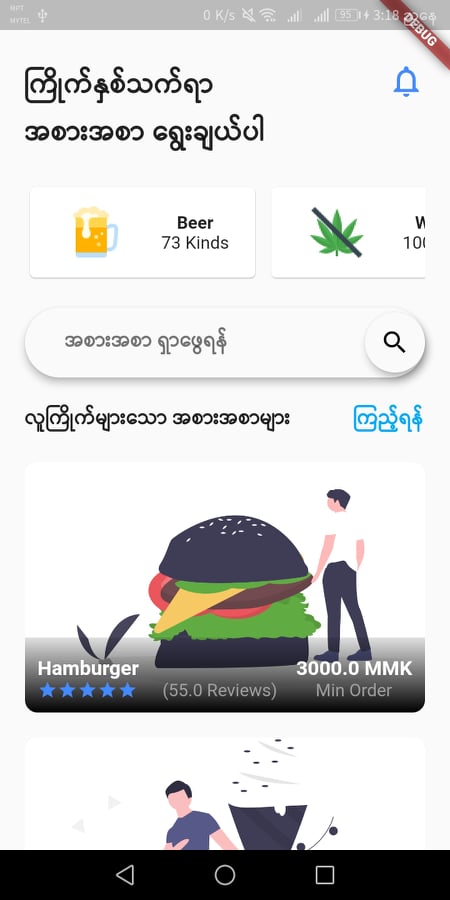 MPT
MYTEL
0 K/s
95
3:18
DEBUG
ကြိုက်နှစ်သက်ရာ
အစားအစာ ရွေးချယ်ပါ
Beer
73 Kinds
W
100
အစားအစာ ရှာဖွေရန်
လူကြိုက်များသော အစားအစာများ
ကြည့်ရန်
Hamburger
3000.0 MMK
(55.0 Reviews)
Min Order